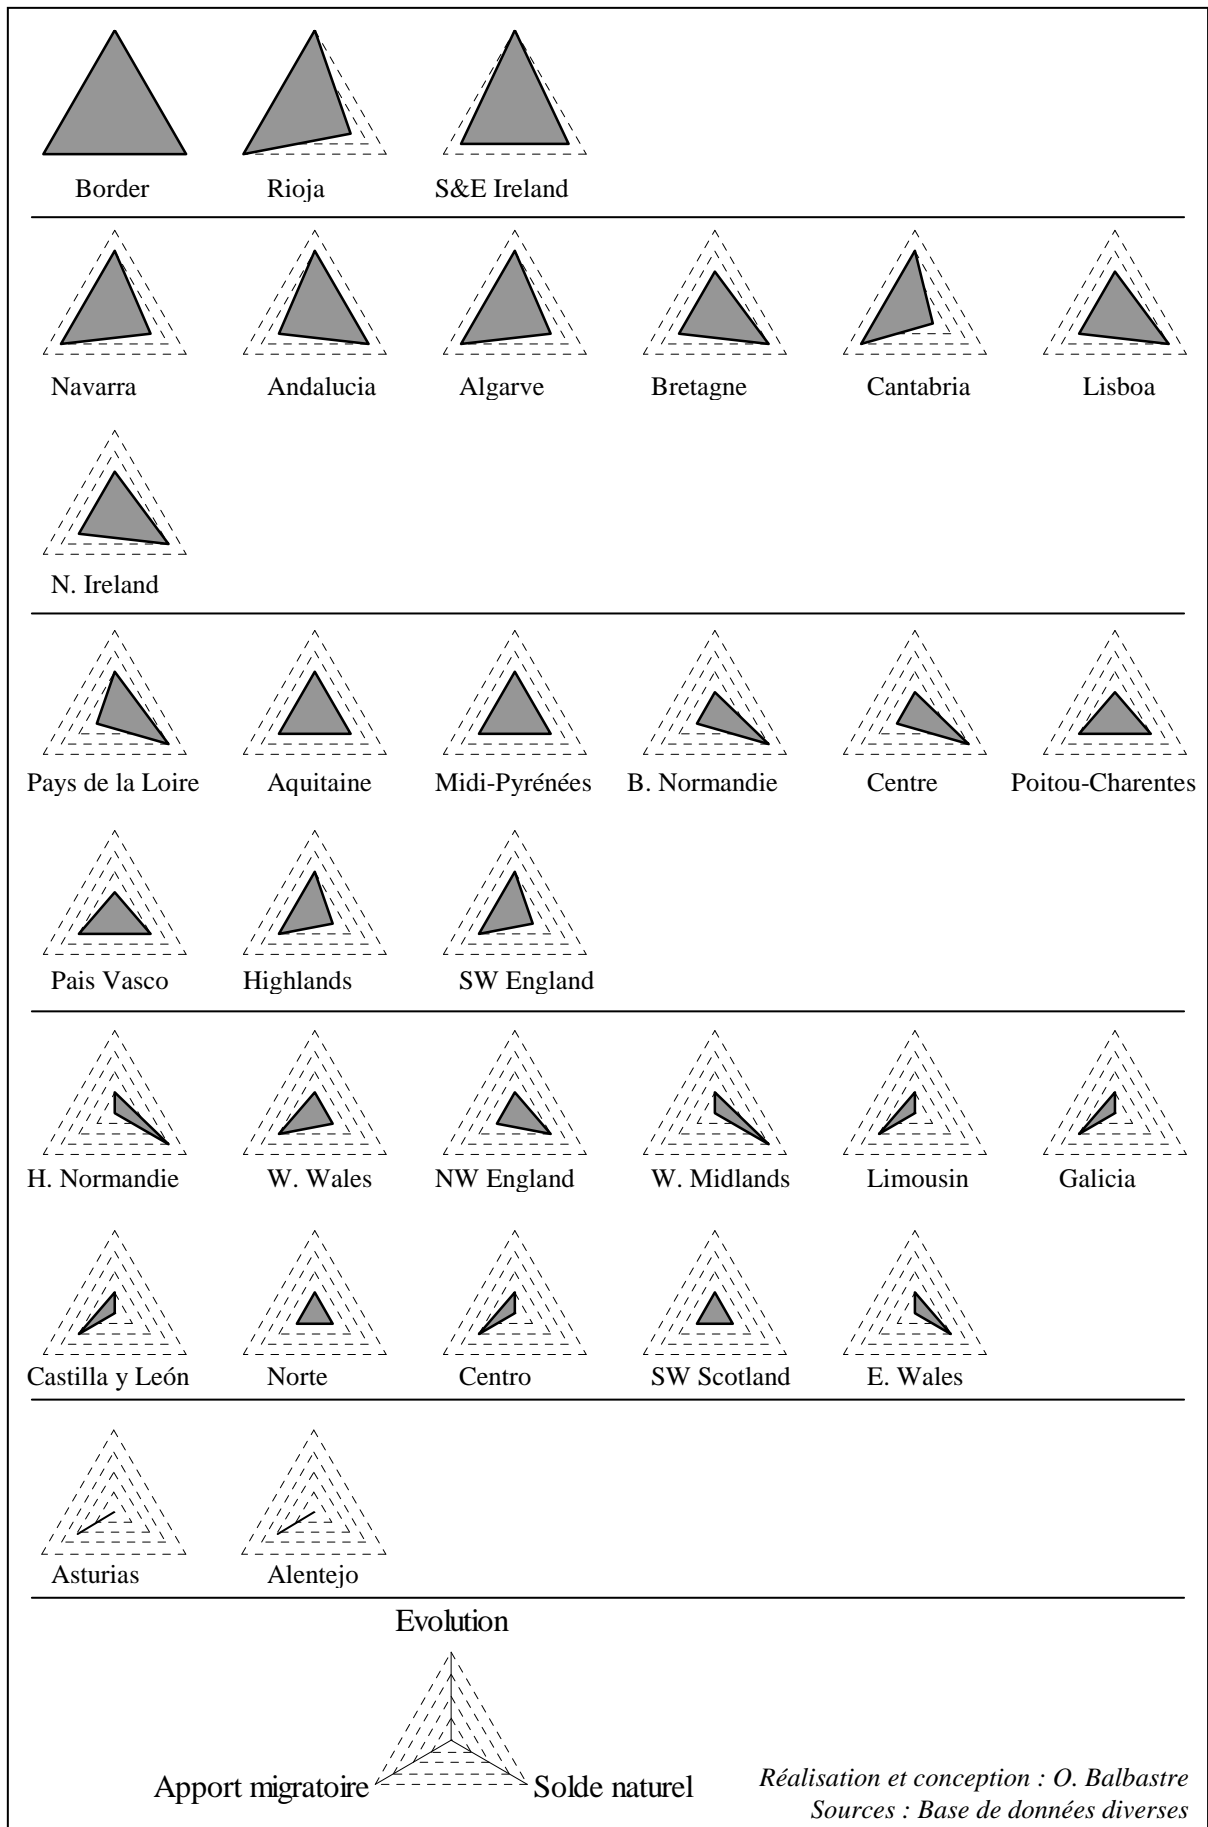 Border Rioja S&E Ireland
Navarra Andalucia Algarve Bretagne Cantabria Lisboa
N. Ireland
Pays de la Loire Aquitaine Midi-Pyrénées B. Normandie Centre Poitou-Charentes
Pais Vasco Highlands SW England
H. Normandie W. Wales NW England W. Midlands Limousin Galicia
Castilla y León Norte Centro SW Scotland E. Wales
Asturias Alentejo
Evolution
Apport migratoire Solde naturel
Réalisation et conception : O. Balbastre
Sources : Base de données diverses